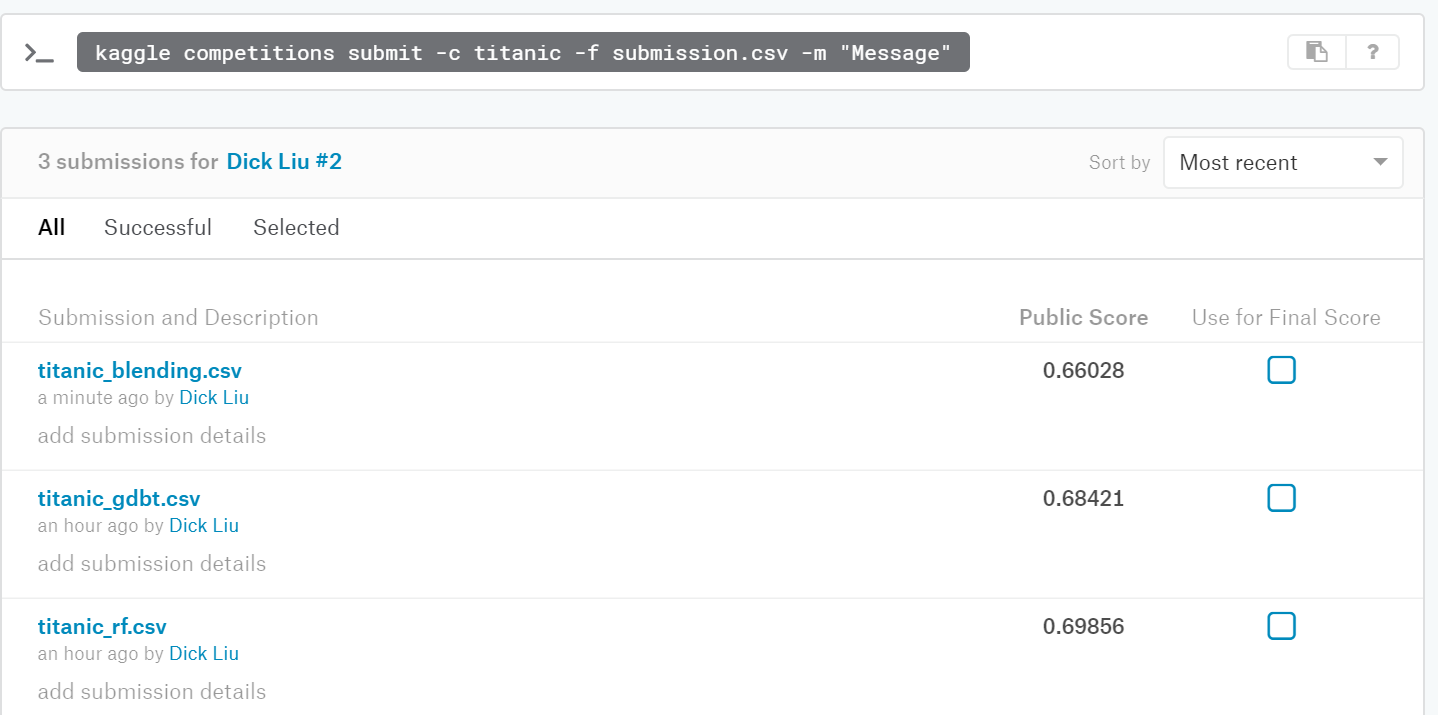 kaggle competitions submit -c titanic -f submission.csv -m "Message"
?
3 submissions for Dick Liu #2
Sort by Most recent
All Successful Selected
Submission and Description Public Score Use for Final Score
titanic_blending.csv 0.66028
a minute ago by Dick Liu
add submission details
titanic_gdbt.csv 0.68421
an hour ago by Dick Liu
add submission details
titanic_rf.csv 0.69856
an hour ago by Dick Liu
add submission details